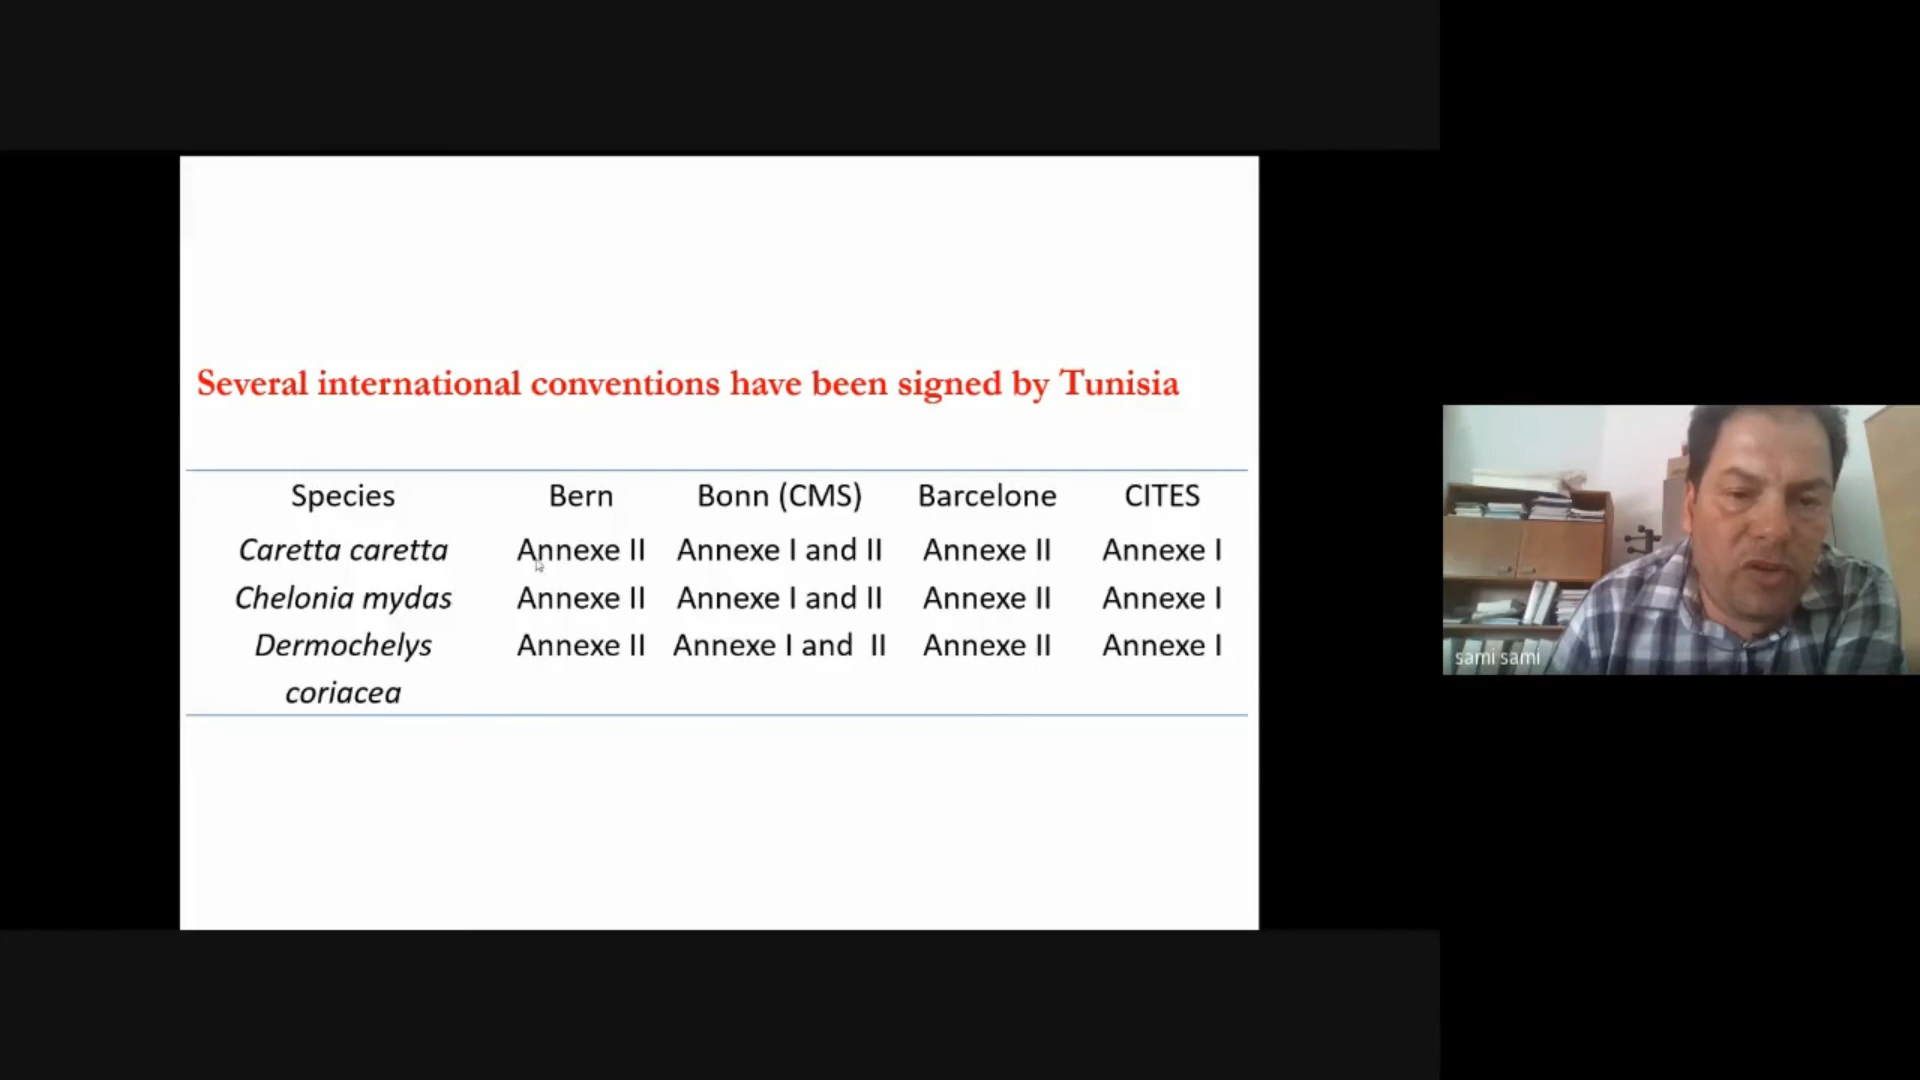 Several international conventions have been signed by Tunisia
Species Bern Bonn (CMS) Barcelone CITES
Caretta caretta Annexe II Annexe I and II Annexe II Annexe I
Chelonia mydas Annexe II Annexe I and II Annexe II Annexe I
Dermochelys Annexe II Annexe I and II Annexe II Annexe I
coriacea
sami sami